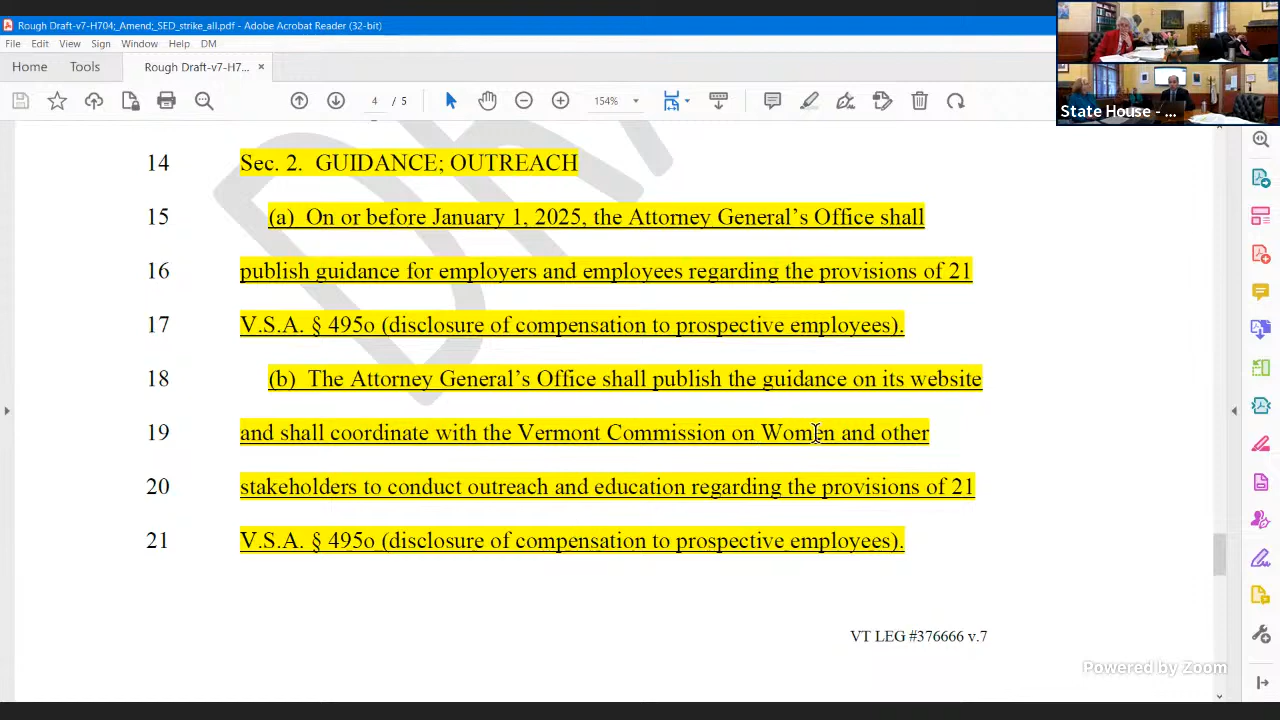 Rough Draft-v7-H704;_Amend;_SED_strike_all.pdf - Adobe Acrobat Reader (32-bit)
File Edit View Sign Window Help DM
Home Tools Rough Draft-v7-H7... ×
4 / 5 154%
State House - ...
DR
14 Sec. 2. GUIDANCE; OUTREACH
15 (a) On or before January 1, 2025, the Attorney General’s Office shall
16 publish guidance for employers and employees regarding the provisions of 21
17 V.S.A. § 495o (disclosure of compensation to prospective employees).
18 (b) The Attorney General’s Office shall publish the guidance on its website
19 and shall coordinate with the Vermont Commission on Women and other
20 stakeholders to conduct outreach and education regarding the provisions of 21
21 V.S.A. § 495o (disclosure of compensation to prospective employees).
VT LEG #376666 v.7
Powered by Zoom